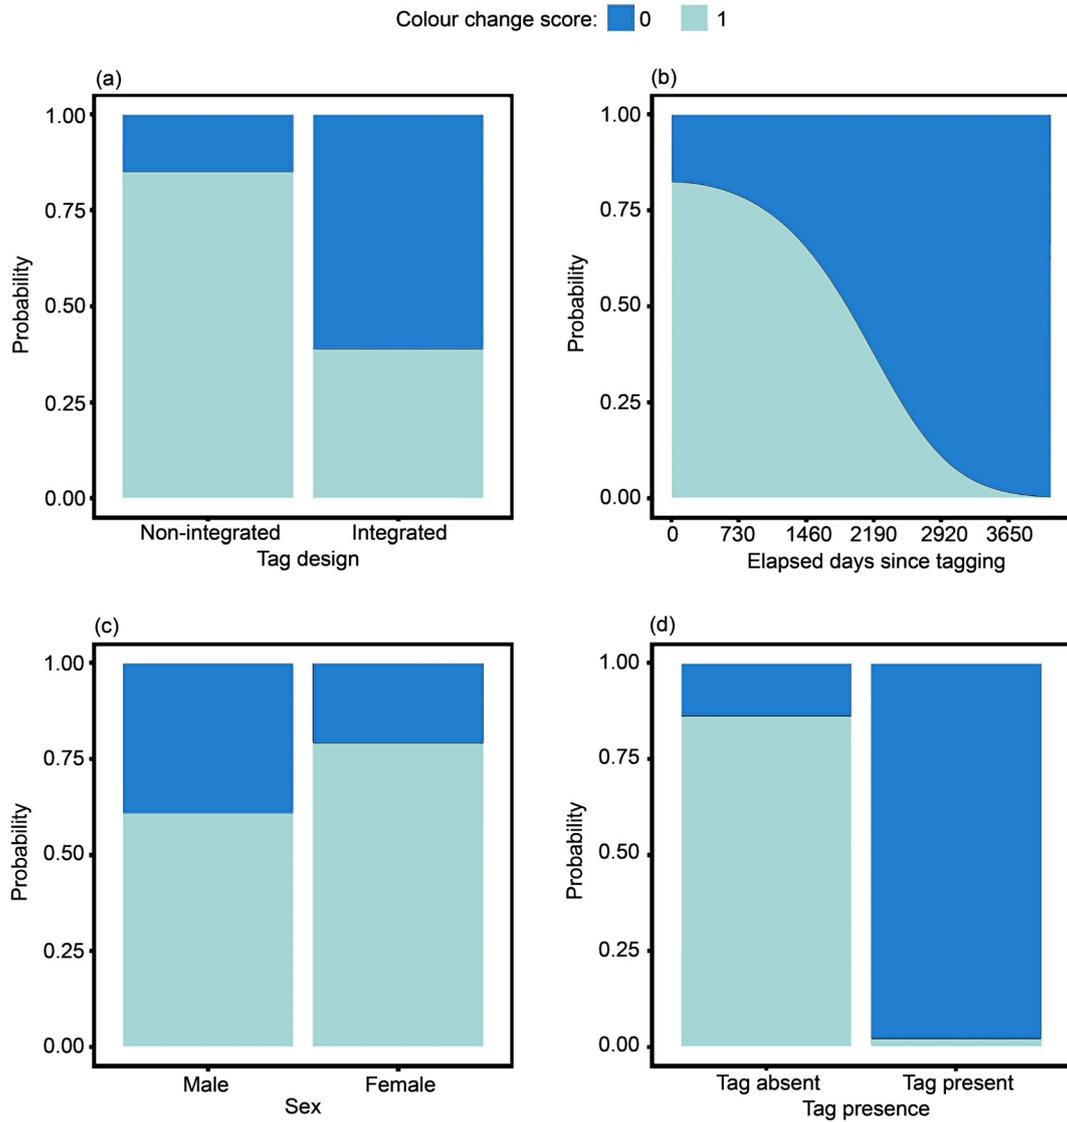 Colour change score: 0 1
(a)
1.00
0.75
0.50
0.25
0.00
Probability
Non-integrated Integrated
Tag design
(b)
1.00
0.75
0.50
0.25
0.00
Probability
0 730 1460 2190 2920 3650
Elapsed days since tagging
(c)
1.00
0.75
0.50
0.25
0.00
Probability
Male Female
Sex
(d)
1.00
0.75
0.50
0.25
0.00
Probability
Tag absent Tag present
Tag presence